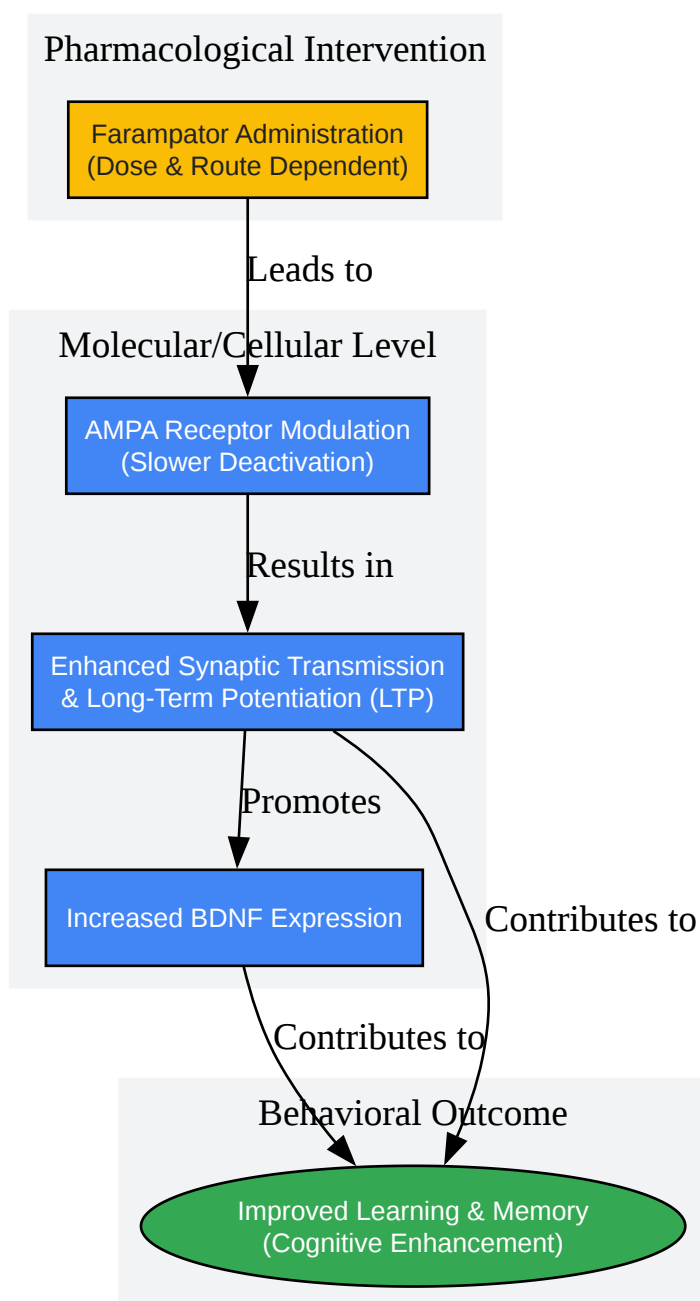 Pharmacological Intervention
Farampator Administration
(Dose & Route Dependent)
Leads to
Molecular/Cellular Level
AMPA Receptor Modulation
(Slower Deactivation)
Results in
Enhanced Synaptic Transmission
& Long-Term Potentiation (LTP)
Promotes
Increased BDNF Expression
Contributes to
Contributes to
Behavioral Outcome
Improved Learning & Memory
(Cognitive Enhancement)